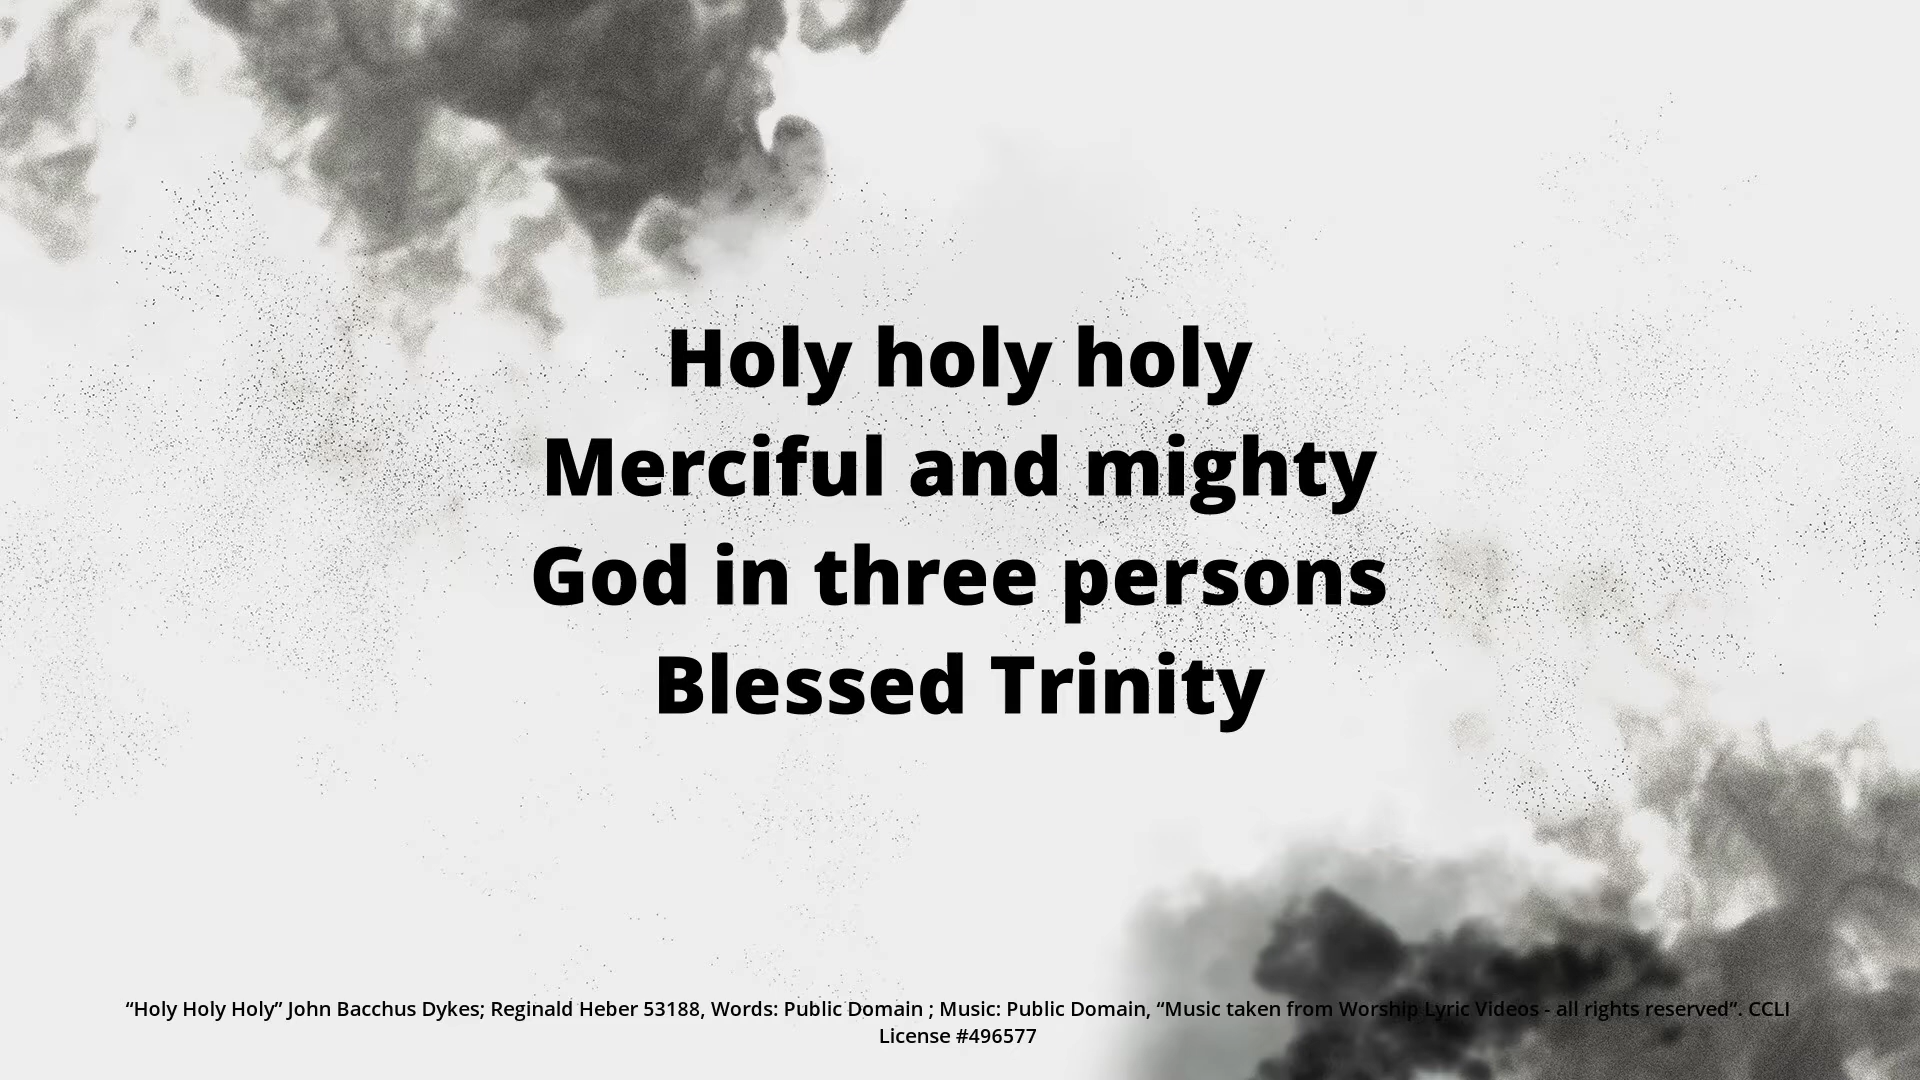 Holy holy holy
Merciful and mighty
God in three persons
Blessed Trinity
“Holy Holy Holy” John Bacchus Dykes; Reginald Heber 53188, Words: Public Domain ; Music: Public Domain, “Music taken from Worship Lyric Videos - all rights reserved”. CCLI
License #496577